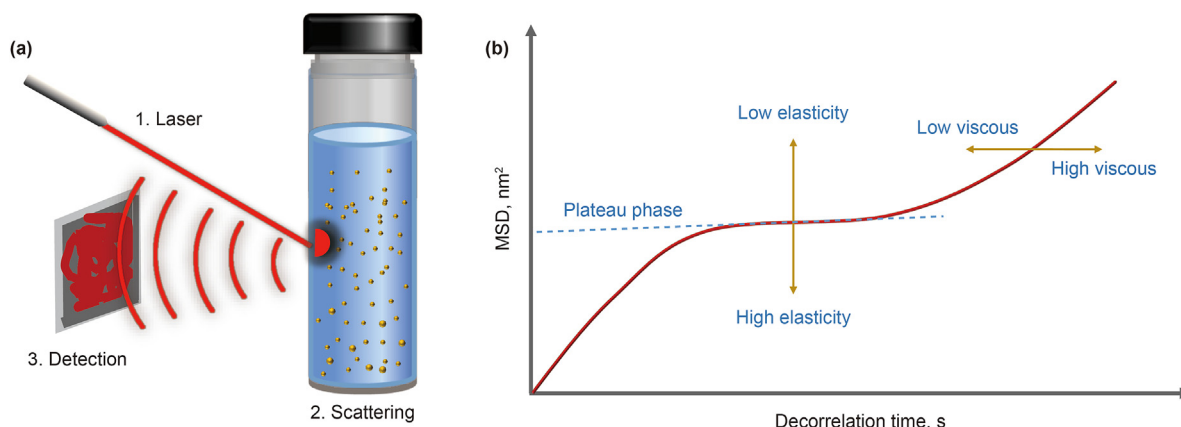 (a)
1. Laser
3. Detection
2. Scattering
(b)
MSD, nm²
Low elasticity
Low viscous
High viscous
Plateau phase
High elasticity
Decorrelation time, s